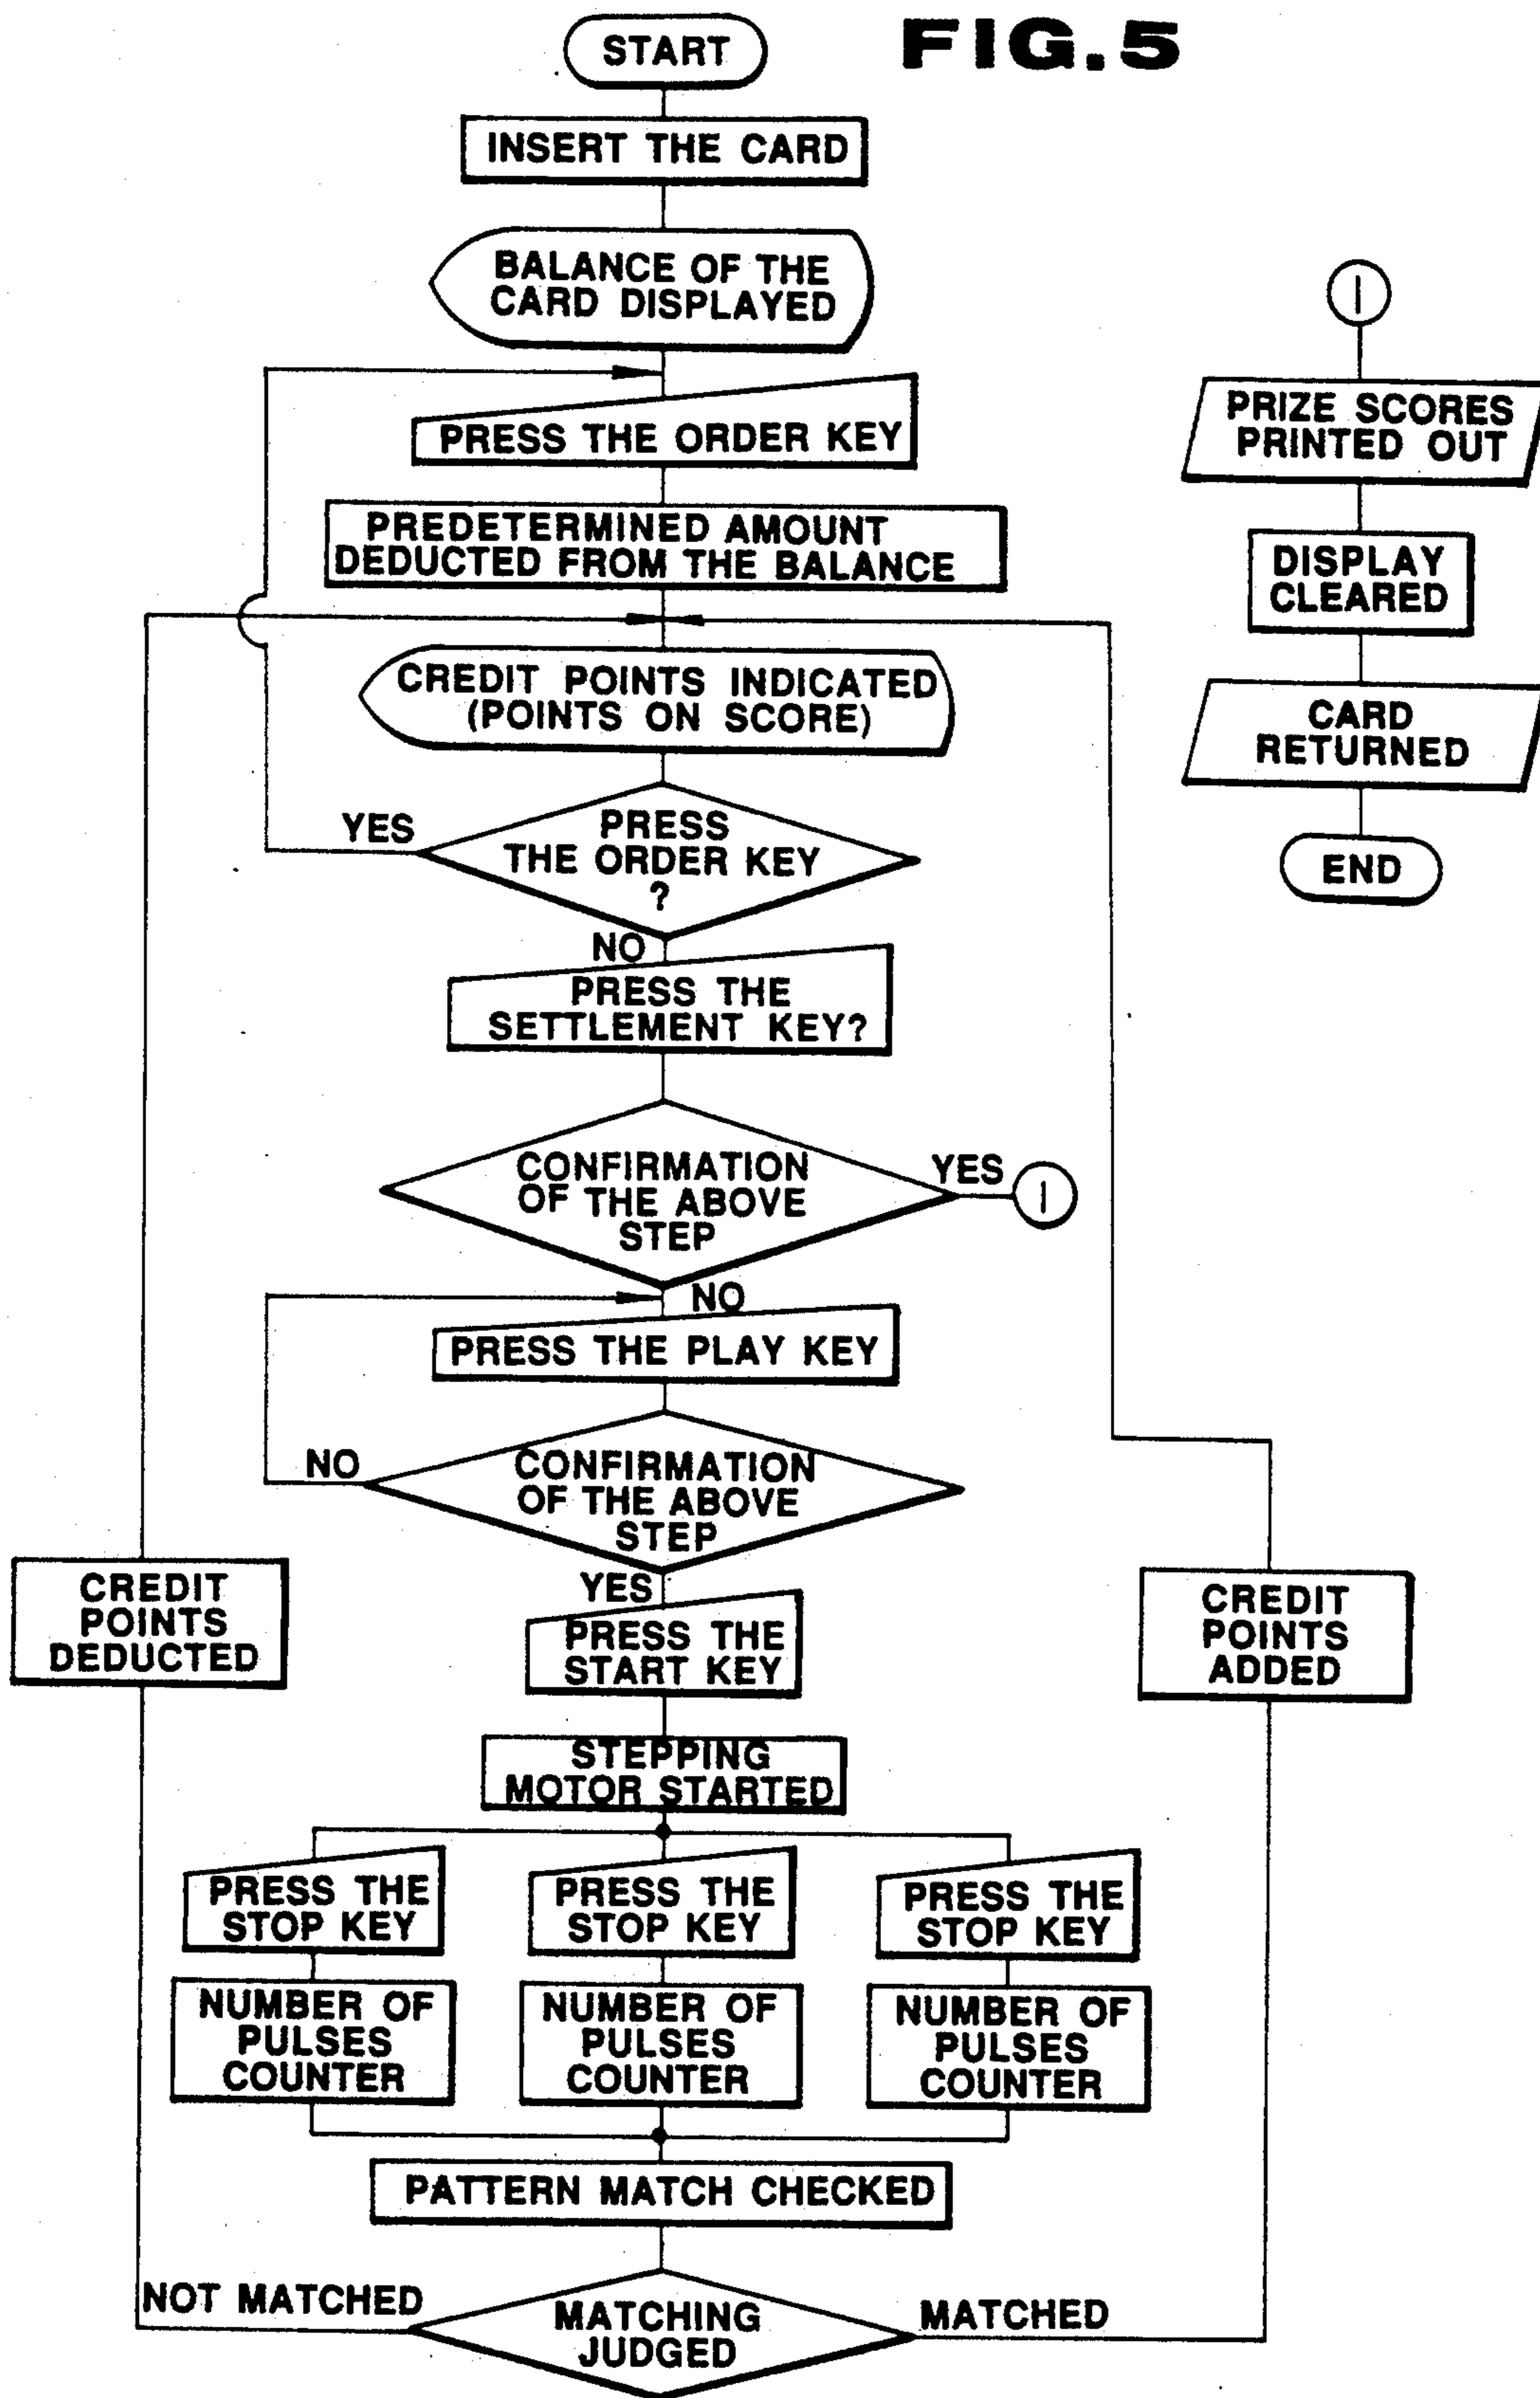 FIG.5
START
INSERT THE CARD
BALANCE OF THE
CARD DISPLAYED
PRESS THE ORDER KEY
PREDETERMINED AMOUNT
DEDUCTED FROM THE BALANCE
CREDIT POINTS INDICATED
(POINTS ON SCORE)
YES
PRESS
THE ORDER KEY
?
NO
PRESS THE
SETTLEMENT KEY?
CONFIRMATION
OF THE ABOVE
STEP
YES
I
NO
PRESS THE PLAY KEY
NO
CONFIRMATION
OF THE ABOVE
STEP
YES
PRESS THE
START KEY
STEPPING
MOTOR STARTED
PRESS THE
STOP KEY
PRESS THE
STOP KEY
PRESS THE
STOP KEY
NUMBER OF
PULSES
COUNTER
NUMBER OF
PULSES
COUNTER
NUMBER OF
PULSES
COUNTER
PATTERN MATCH CHECKED
NOT MATCHED
MATCHING
JUDGED
MATCHED
CREDIT
POINTS
DEDUCTED
CREDIT
POINTS
ADDED
I
PRIZE SCORES
PRINTED OUT
DISPLAY
CLEARED
CARD
RETURNED
END